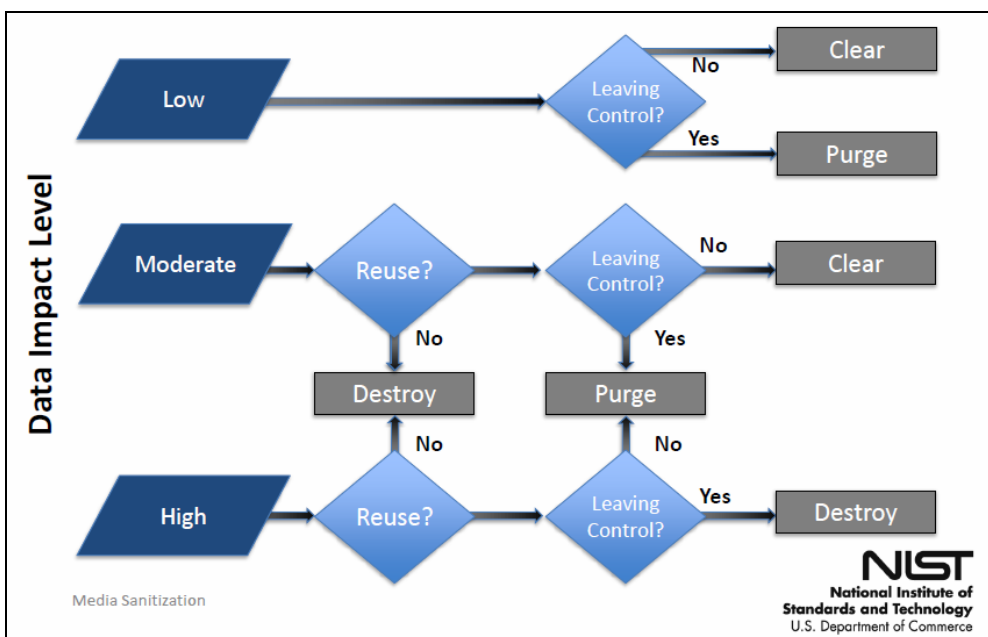 Data Impact Level
Low
Leaving
Control?
No
Clear
Yes
Purge
Moderate
Reuse?
Leaving
Control?
No
Clear
No
Yes
Destroy
Purge
No
No
High
Reuse?
Leaving
Control?
Yes
Destroy
Media Sanitization
NIST
National Institute of
Standards and Technology
U.S. Department of Commerce